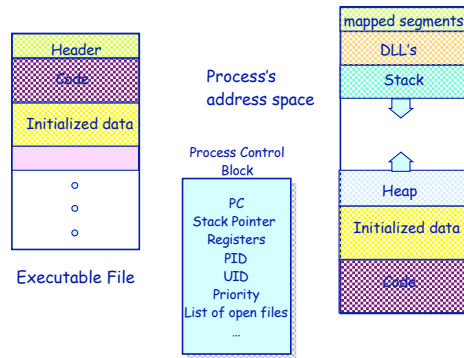 Header
Code
Initialized data
Executable File
Process's
address space
Process Control
Block
PC
Stack Pointer
Registers
PID
UID
Priority
List of open files
...
mapped segments
DLL's
Stack
Heap
Initialized data
Code